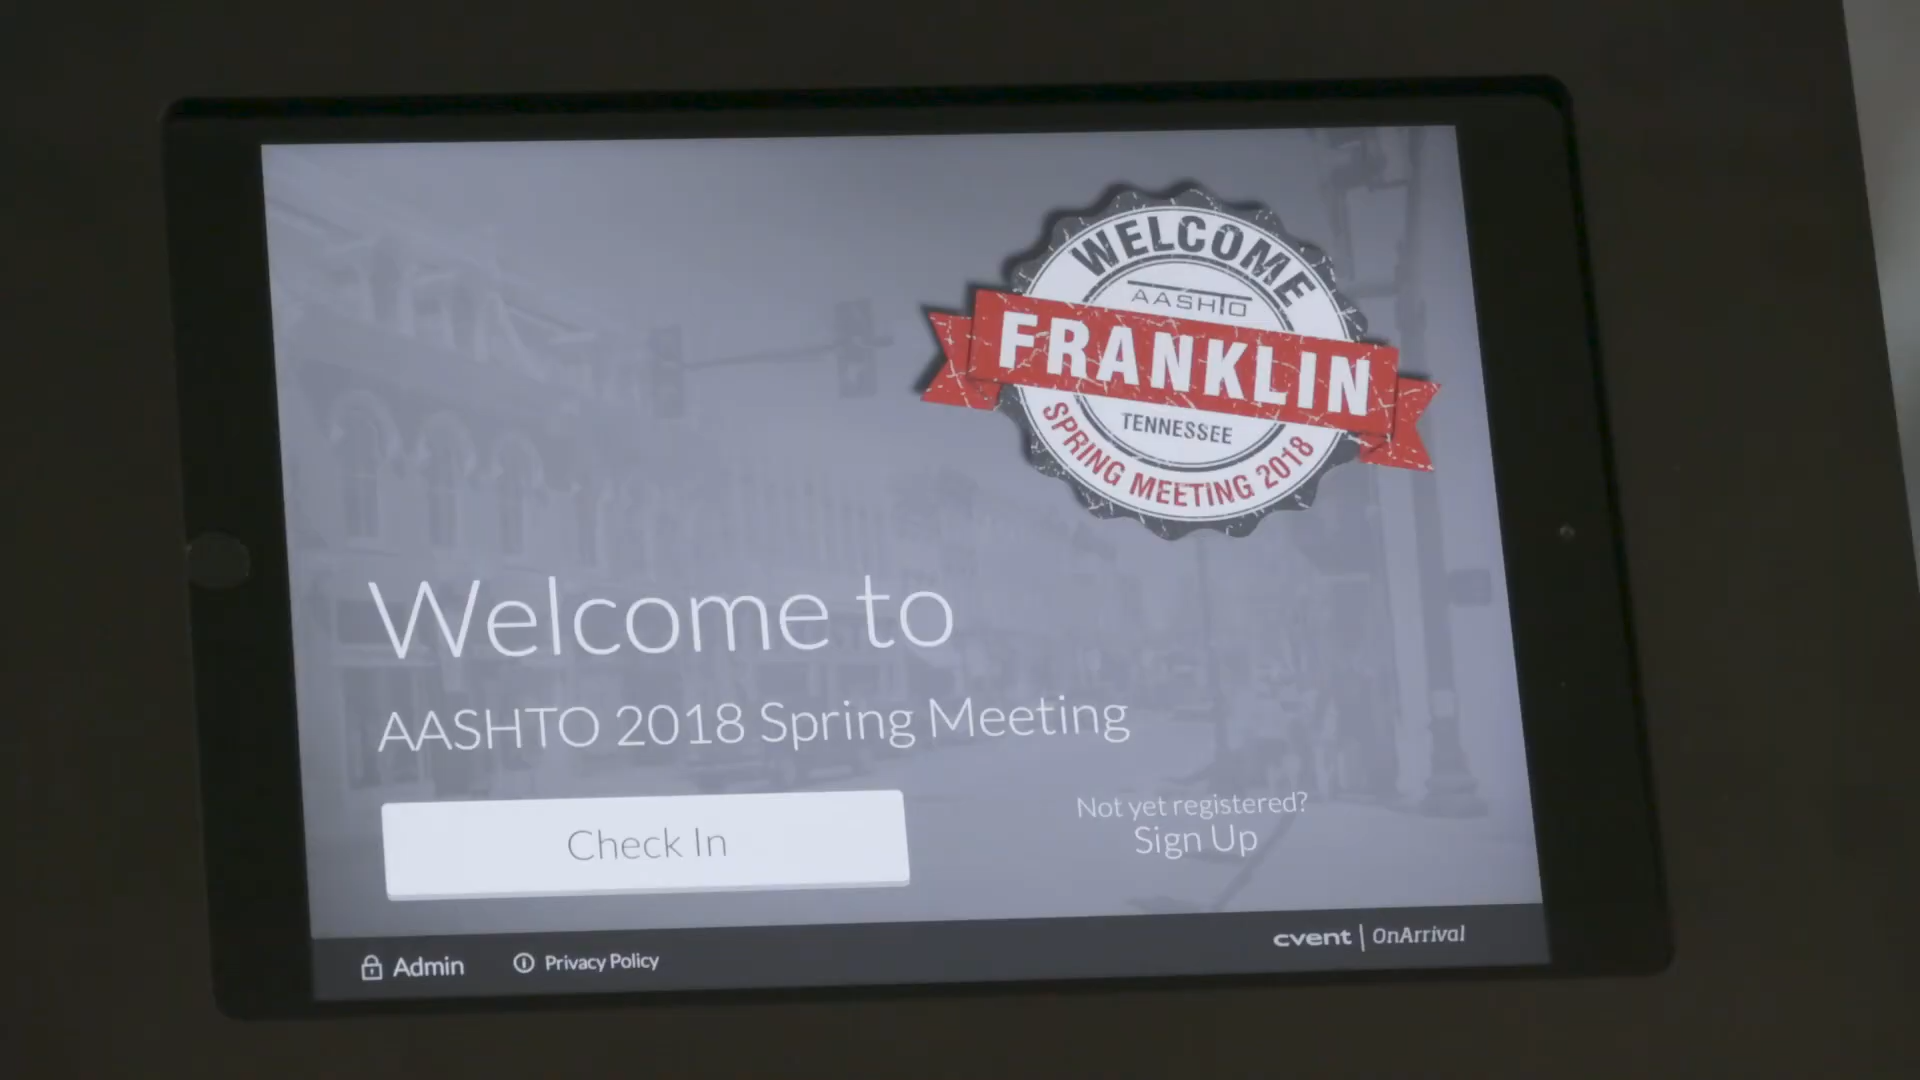 WELCOME
AASHTO
FRANKLIN
TENNESSEE
SPRING MEETING 2018
Welcome to
AASHTO 2018 Spring Meeting
Check In
Not yet registered?
Sign Up
Admin
Privacy Policy
cvent | OnArrival